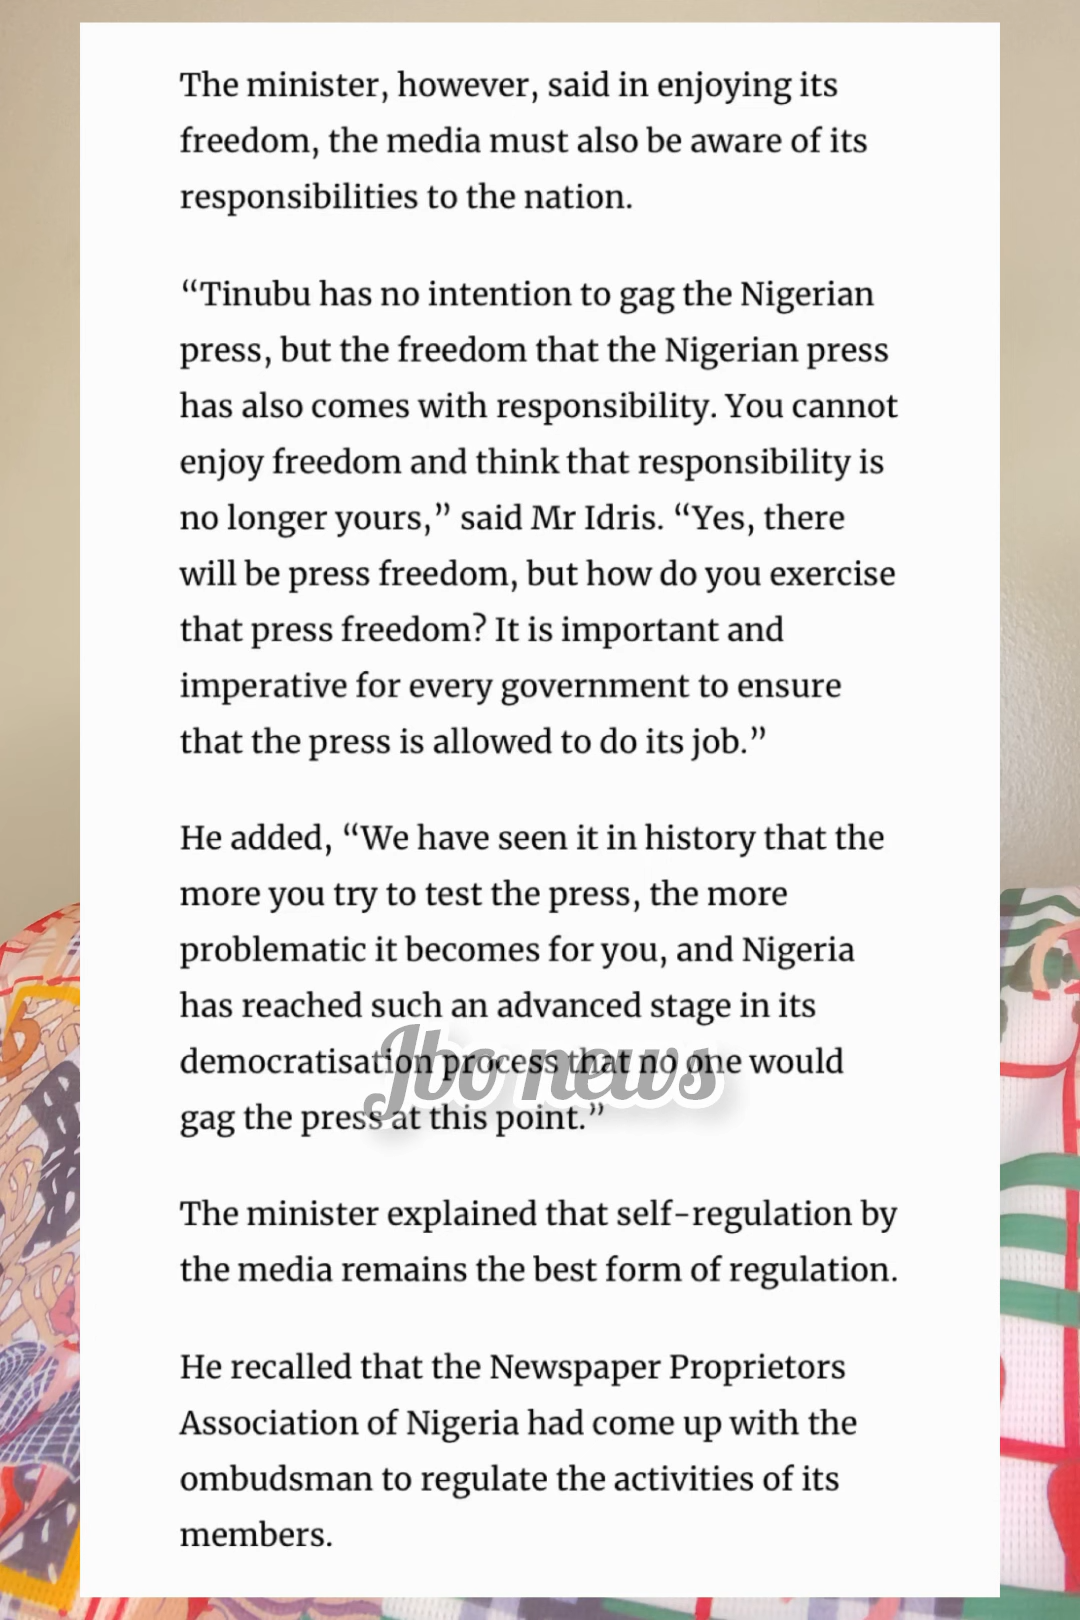 The minister, however, said in enjoying its
freedom, the media must also be aware of its
responsibilities to the nation.
“Tinubu has no intention to gag the Nigerian
press, but the freedom that the Nigerian press
has also comes with responsibility. You cannot
enjoy freedom and think that responsibility is
no longer yours,” said Mr Idris. “Yes, there
will be press freedom, but how do you exercise
that press freedom? It is important and
imperative for every government to ensure
that the press is allowed to do its job.”
He added, “We have seen it in history that the
more you try to test the press, the more
problematic it becomes for you, and Nigeria
has reached such an advanced stage in its
democratisation process that no one would
Jbo news
gag the press at this point.”
The minister explained that self-regulation by
the media remains the best form of regulation.
He recalled that the Newspaper Proprietors
Association of Nigeria had come up with the
ombudsman to regulate the activities of its
members.